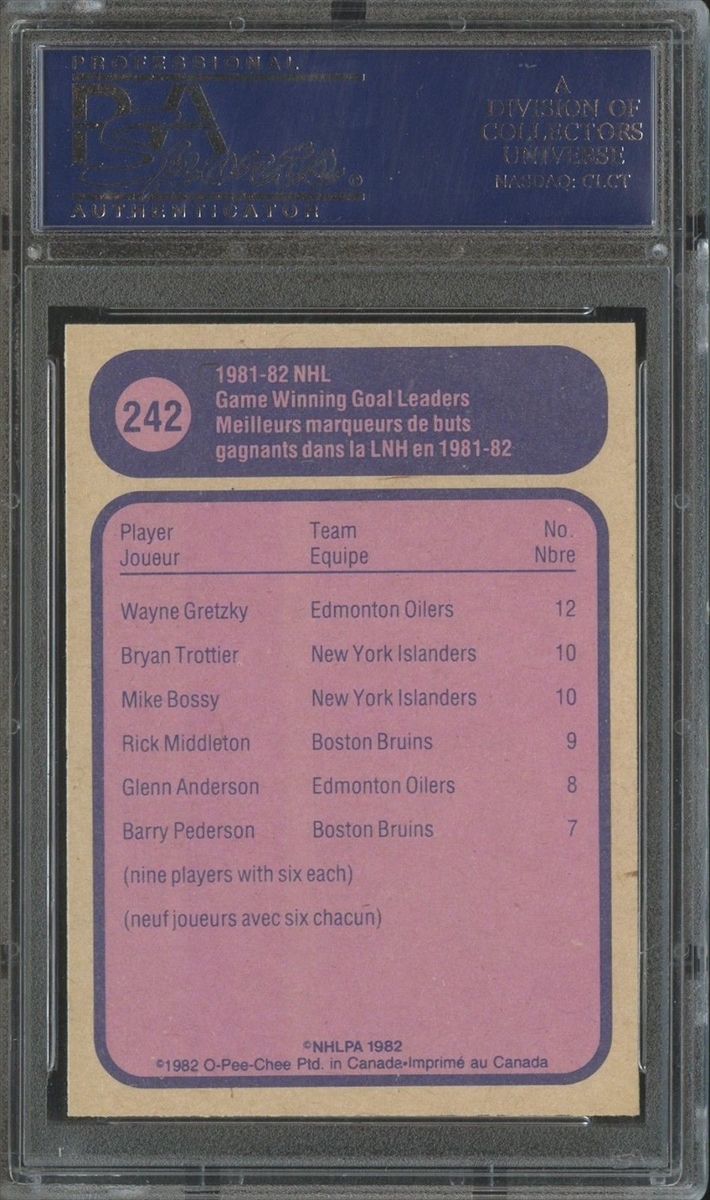 PROFESSIONAL
PSA
Sports
AUTHENTICATOR
A
DIVISION OF
COLLECTORS
UNIVERSE
NASDAQ: CLCT
242
1981-82 NHL
Game Winning Goal Leaders
Meilleurs marqueurs de buts
gagnants dans la LNH en 1981-82
Player Team No.
Joueur Equipe Nbre
Wayne Gretzky Edmonton Oilers 12
Bryan Trottier New York Islanders 10
Mike Bossy New York Islanders 10
Rick Middleton Boston Bruins 9
Glenn Anderson Edmonton Oilers 8
Barry Pederson Boston Bruins 7
(nine players with six each)
(neuf joueurs avec six chacun)
©NHLPA 1982
©1982 O-Pee-Chee Ptd. in Canada•Imprimé au Canada